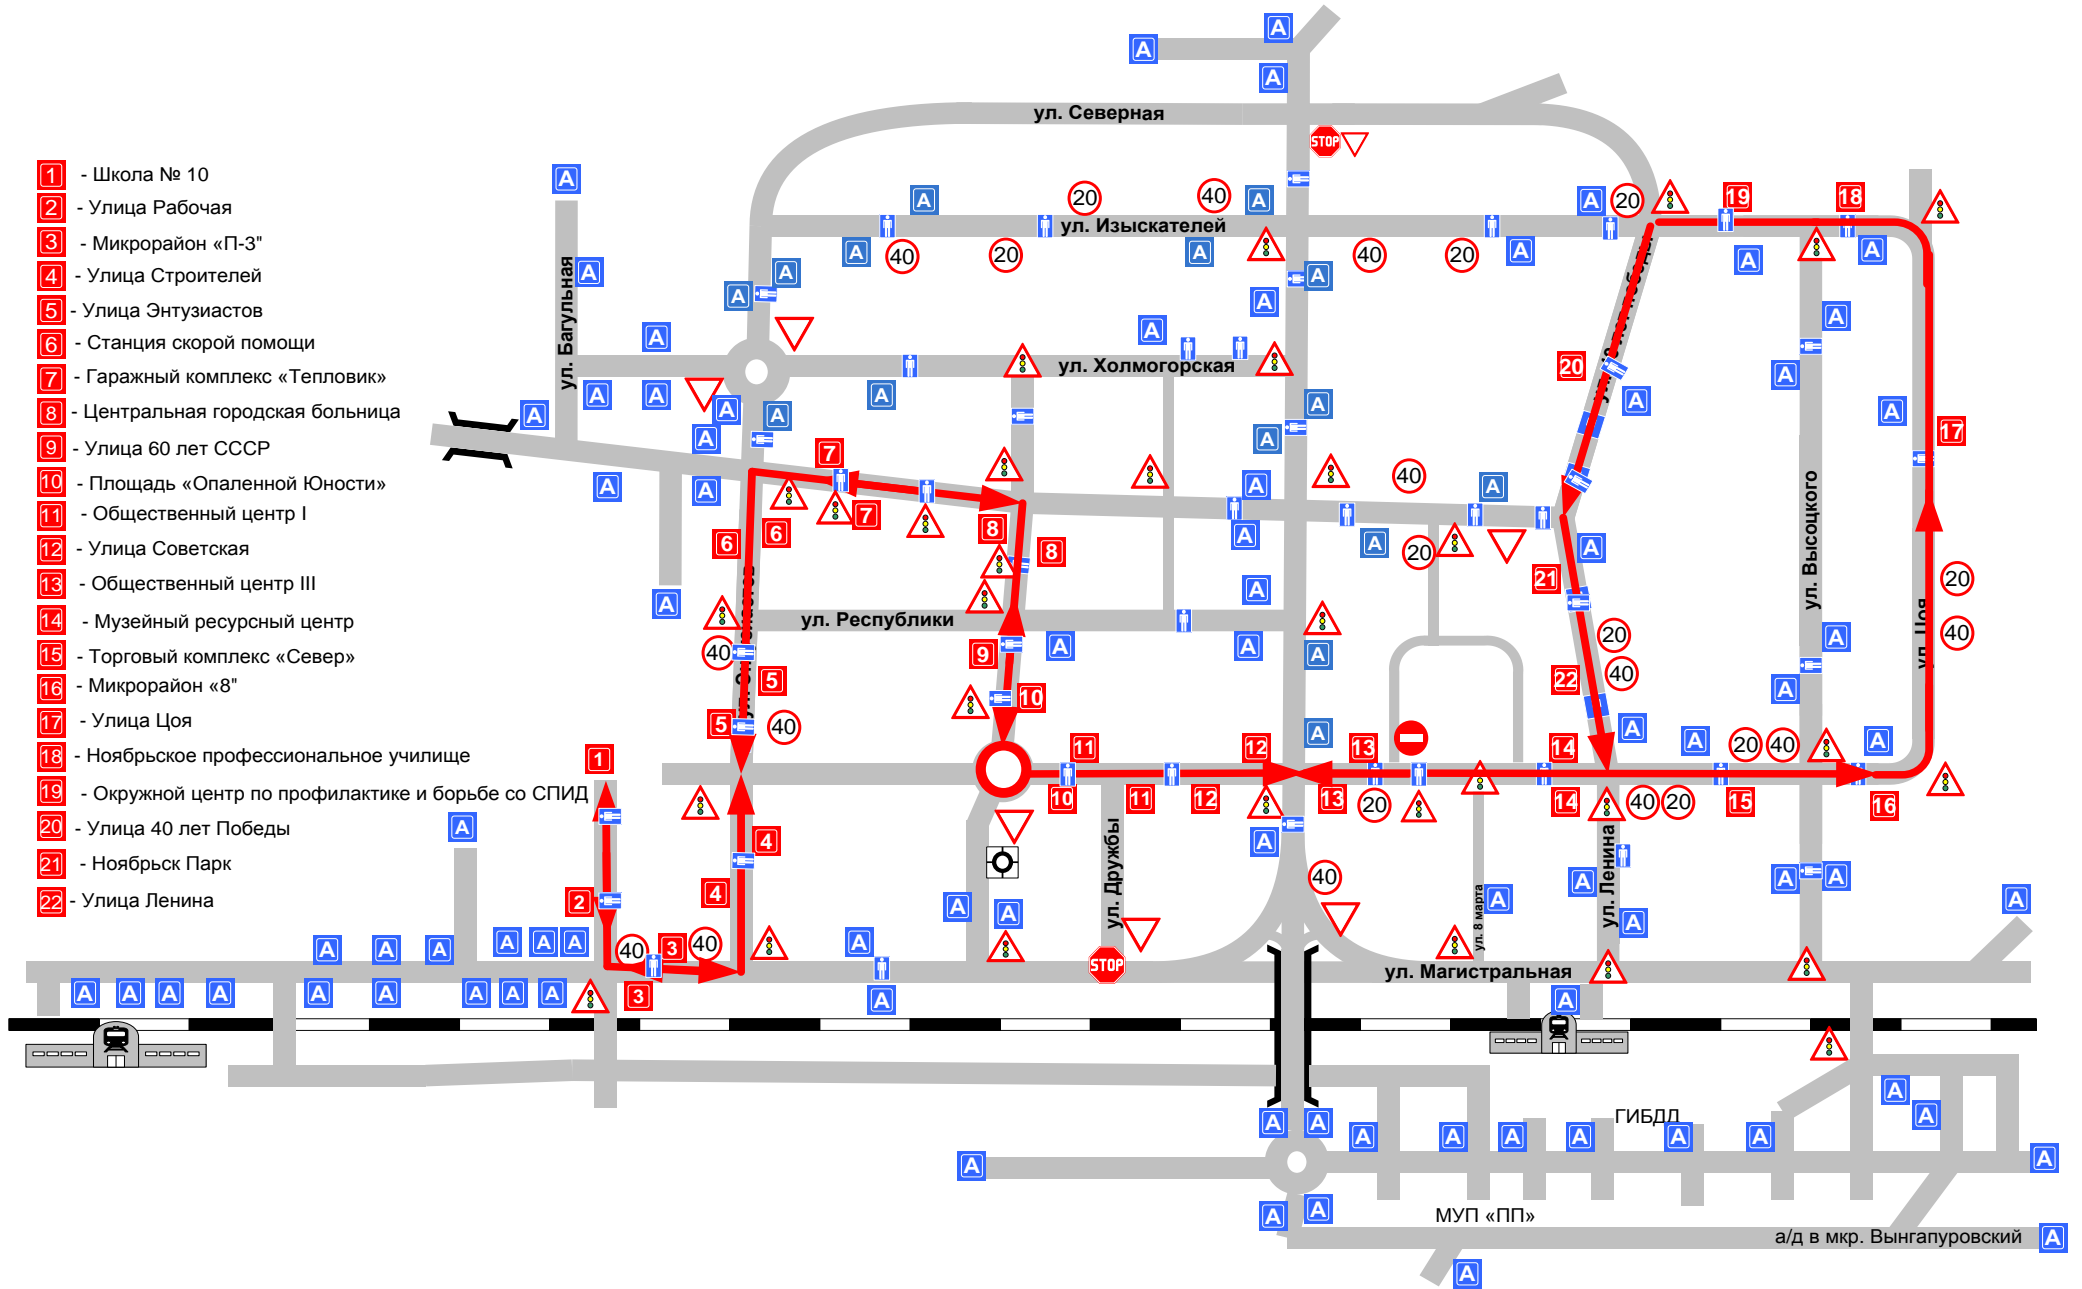 1 - Школа № 10
2 - Улица Рабочая
3 - Микрорайон «П-3"
4 - Улица Строителей
5 - Улица Энтузиастов
6 - Станция скорой помощи
7 - Гаражный комплекс «Тепловик»
8 - Центральная городская больница
9 - Улица 60 лет СССР
10 - Площадь «Опаленной Юности»
11 - Общественный центр I
12 - Улица Советская
13 - Общественный центр III
14 - Музейный ресурсный центр
15 - Торговый комплекс «Север»
16 - Микрорайон «8"
17 - Улица Цоя
18 - Ноябрьское профессиональное училище
19 - Окружной центр по профилактике и борьбе со СПИД
20 - Улица 40 лет Победы
21 - Ноябрьск Парк
22 - Улица Ленина
ул. Северная
STOP
ул. Изыскателей
ул. Багульная
ул. Холмогорская
ул. Республики
ул. Высоцкого
ул. Цоя
ул. Дружбы
ул. 8 марта
ул. Ленина
STOP
ул. Магистральная
ГИБДД
МУП «ПП»
а/д в мкр. Вынгапуровский